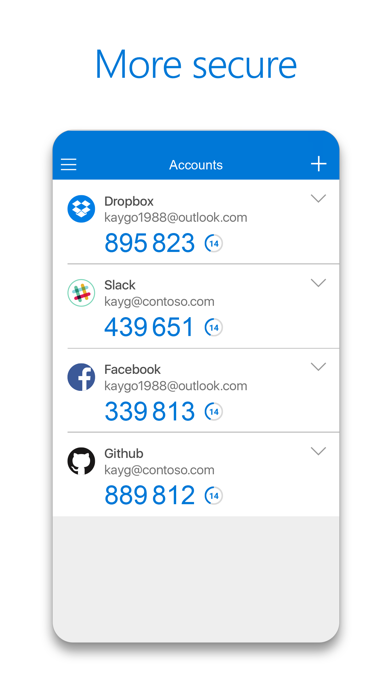 More secure
Accounts
Dropbox
kaygo1988@outlook.com
895 823 14
Slack
kayg@contoso.com
439 651 14
Facebook
kaygo1988@outlook.com
339 813 14
Github
kayg@contoso.com
889 812 14